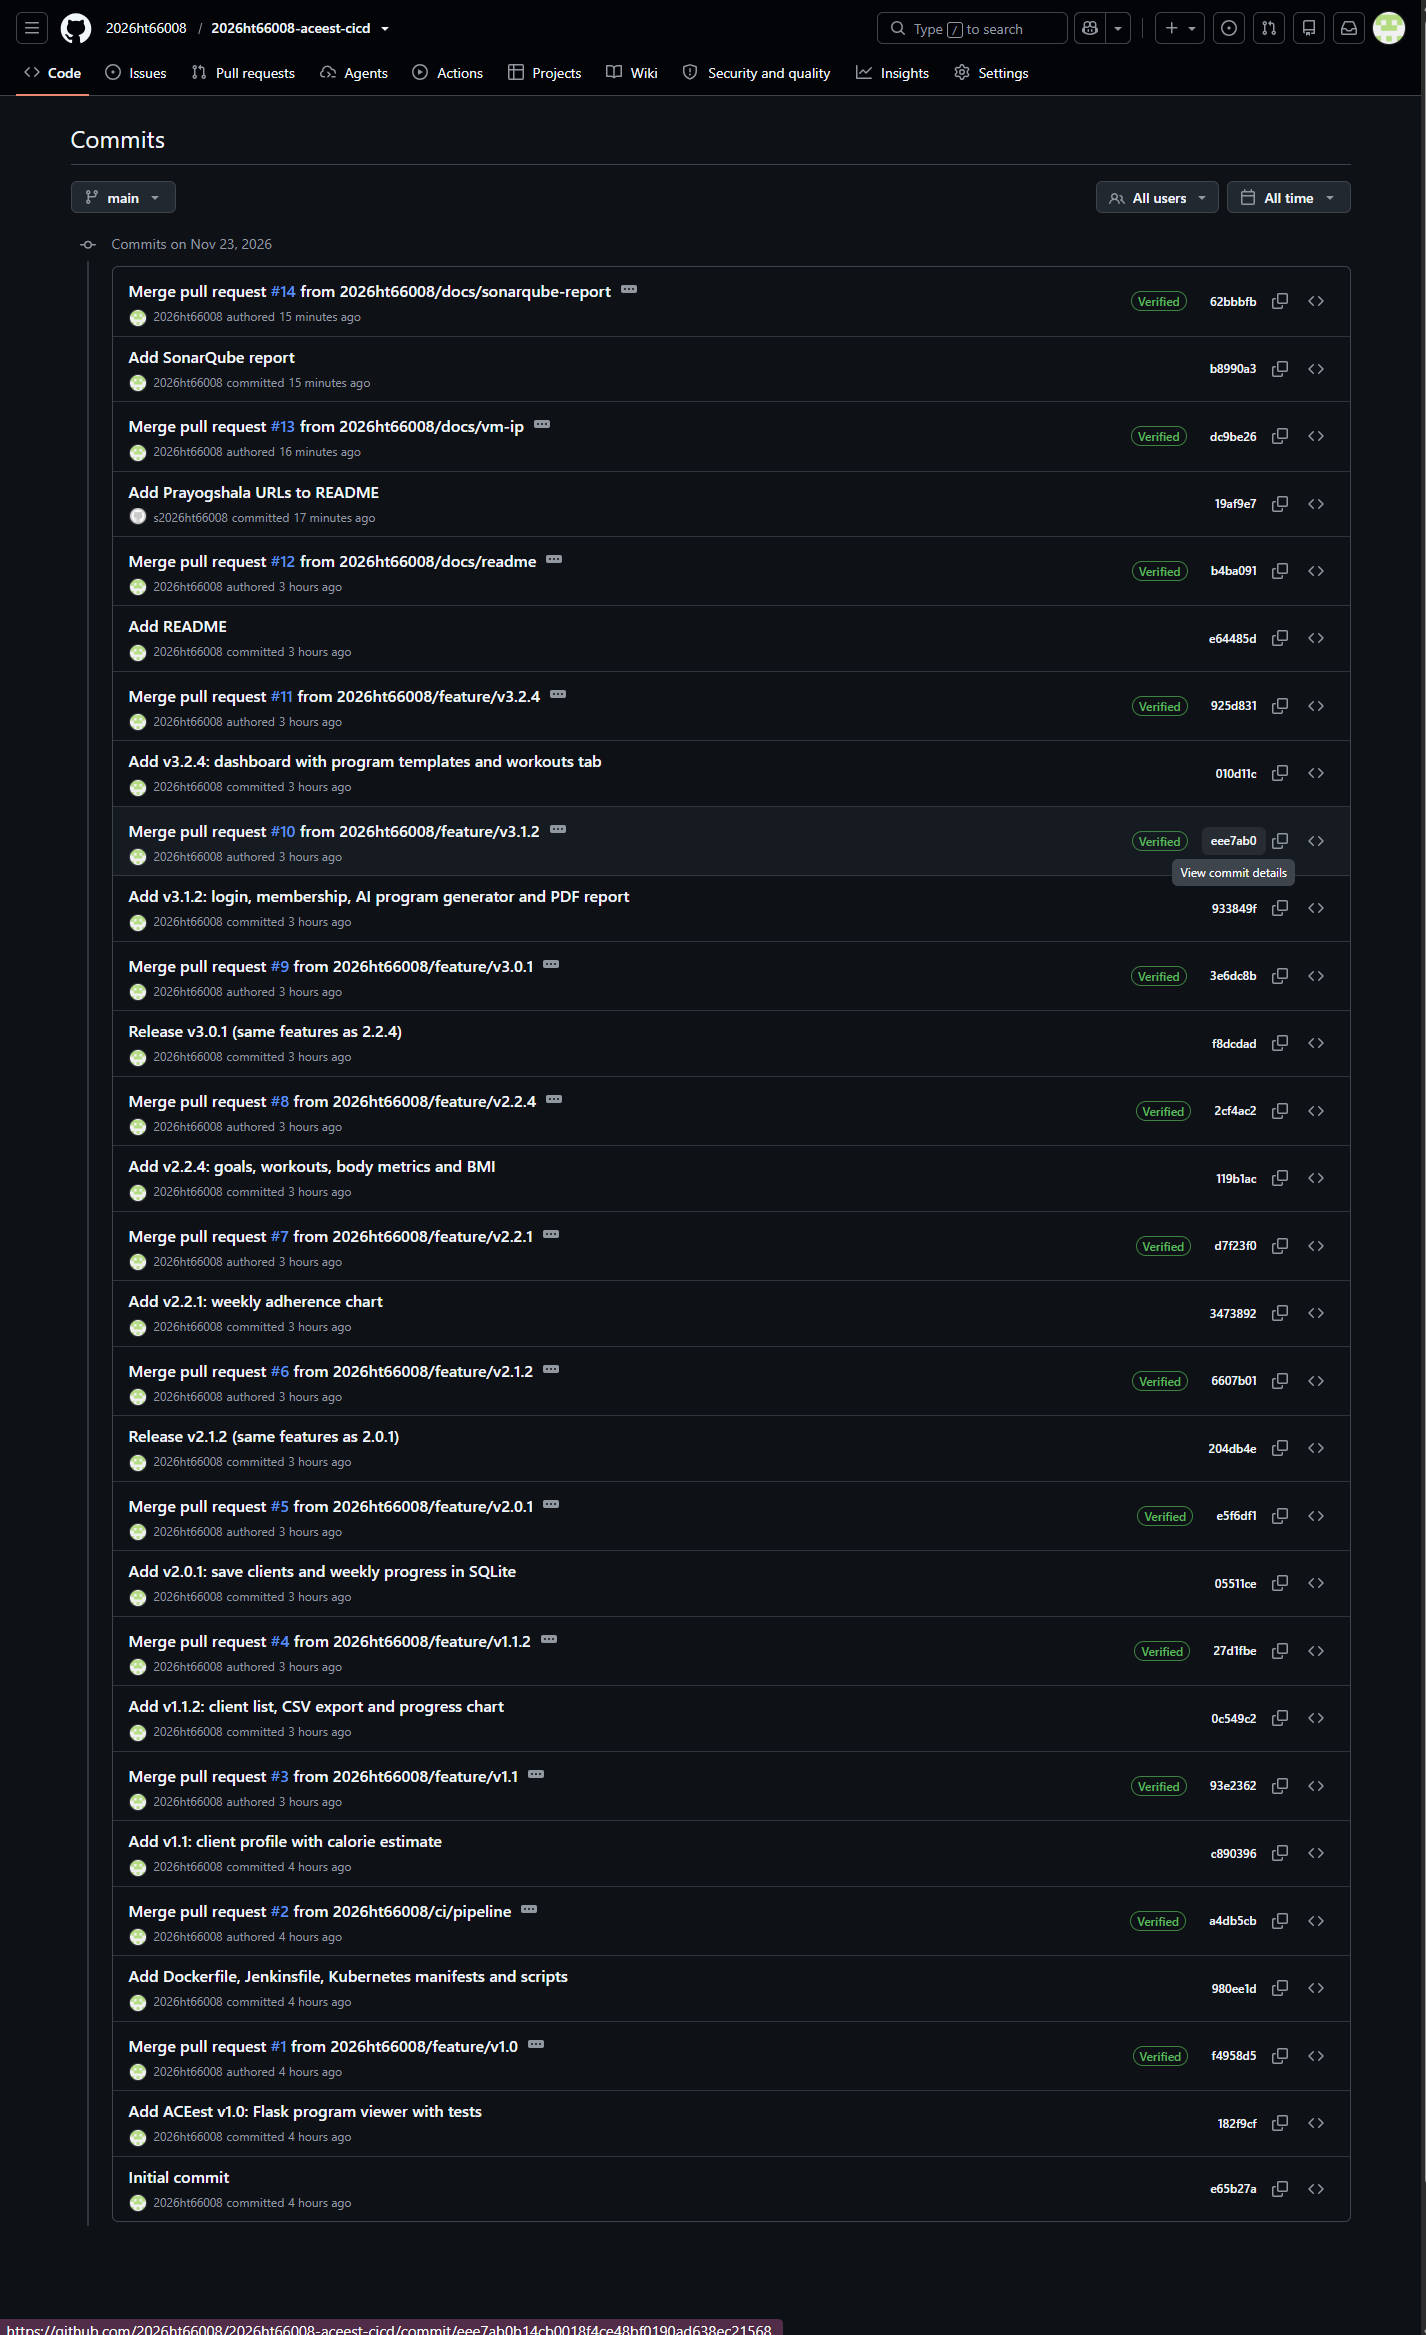 2026ht66008 / 2026ht66008-aceest-cicd
Type / to search
Code Issues Pull requests Agents Actions Projects Wiki Security and quality Insights Settings
Commits
main All users All time
Commits on Nov 23, 2026
Merge pull request #14 from 2026ht66008/docs/sonarqube-report
2026ht66008 authored 15 minutes ago
Verified 62bbbfb
Add SonarQube report
2026ht66008 committed 15 minutes ago
b8990a3
Merge pull request #13 from 2026ht66008/docs/vm-ip
2026ht66008 authored 16 minutes ago
Verified dc9be26
Add Prayogshala URLs to README
s2026ht66008 committed 17 minutes ago
19af9e7
Merge pull request #12 from 2026ht66008/docs/readme
2026ht66008 authored 3 hours ago
Verified b4ba091
Add README
2026ht66008 committed 3 hours ago
e64485d
Merge pull request #11 from 2026ht66008/feature/v3.2.4
2026ht66008 authored 3 hours ago
Verified 925d831
Add v3.2.4: dashboard with program templates and workouts tab
2026ht66008 committed 3 hours ago
010d11c
Merge pull request #10 from 2026ht66008/feature/v3.1.2
2026ht66008 authored 3 hours ago
Verified eee7ab0
View commit details
Add v3.1.2: login, membership, AI program generator and PDF report
2026ht66008 committed 3 hours ago
933849f
Merge pull request #9 from 2026ht66008/feature/v3.0.1
2026ht66008 authored 3 hours ago
Verified 3e6dc8b
Release v3.0.1 (same features as 2.2.4)
2026ht66008 committed 3 hours ago
f8dcdad
Merge pull request #8 from 2026ht66008/feature/v2.2.4
2026ht66008 authored 3 hours ago
Verified 2cf4ac2
Add v2.2.4: goals, workouts, body metrics and BMI
2026ht66008 committed 3 hours ago
119b1ac
Merge pull request #7 from 2026ht66008/feature/v2.2.1
2026ht66008 authored 3 hours ago
Verified d7f23f0
Add v2.2.1: weekly adherence chart
2026ht66008 committed 3 hours ago
3473892
Merge pull request #6 from 2026ht66008/feature/v2.1.2
2026ht66008 authored 3 hours ago
Verified 6607b01
Release v2.1.2 (same features as 2.0.1)
2026ht66008 committed 3 hours ago
204db4e
Merge pull request #5 from 2026ht66008/feature/v2.0.1
2026ht66008 authored 3 hours ago
Verified e5f6df1
Add v2.0.1: save clients and weekly progress in SQLite
2026ht66008 committed 3 hours ago
05511ce
Merge pull request #4 from 2026ht66008/feature/v1.1.2
2026ht66008 authored 3 hours ago
Verified 27d1fbe
Add v1.1.2: client list, CSV export and progress chart
2026ht66008 committed 3 hours ago
0c549c2
Merge pull request #3 from 2026ht66008/feature/v1.1
2026ht66008 authored 3 hours ago
Verified 93e2362
Add v1.1: client profile with calorie estimate
2026ht66008 committed 4 hours ago
c890396
Merge pull request #2 from 2026ht66008/ci/pipeline
2026ht66008 authored 4 hours ago
Verified a4db5cb
Add Dockerfile, Jenkinsfile, Kubernetes manifests and scripts
2026ht66008 committed 4 hours ago
980ee1d
Merge pull request #1 from 2026ht66008/feature/v1.0
2026ht66008 authored 4 hours ago
Verified f4958d5
Add ACEest v1.0: Flask program viewer with tests
2026ht66008 committed 4 hours ago
182f9cf
Initial commit
2026ht66008 committed 4 hours ago
e65b27a
https://github.com/2026ht66008/2026ht66008-aceest-cicd/commit/eee7ab0b14cb0018f4ce48bf0190ad638ec21568